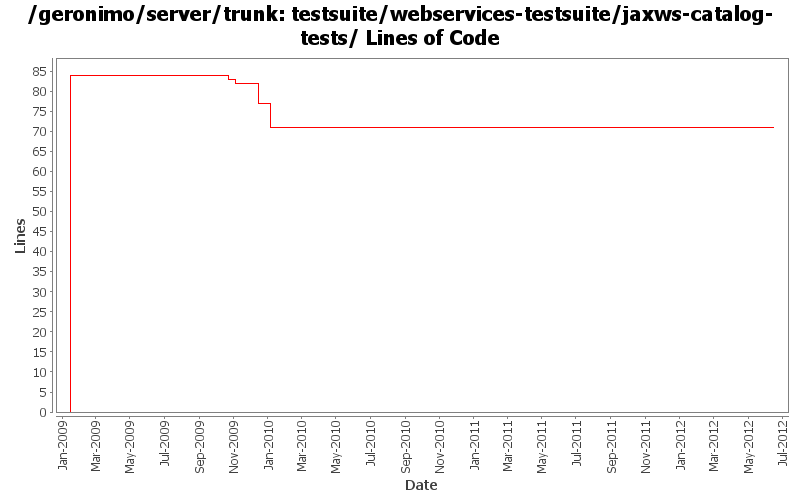 /geronimo/server/trunk: testsuite/webservices-testsuite/jaxws-catalog-
tests/ Lines of Code
85
80
75
70
65
60
55
50
45
40
35
30
25
20
15
10
5
0
Lines
Jan-2009
Mar-2009
May-2009
Jul-2009
Sep-2009
Nov-2009
Jan-2010
Mar-2010
May-2010
Jul-2010
Sep-2010
Nov-2010
Jan-2011
Mar-2011
May-2011
Jul-2011
Sep-2011
Nov-2011
Jan-2012
Mar-2012
May-2012
Jul-2012
Date